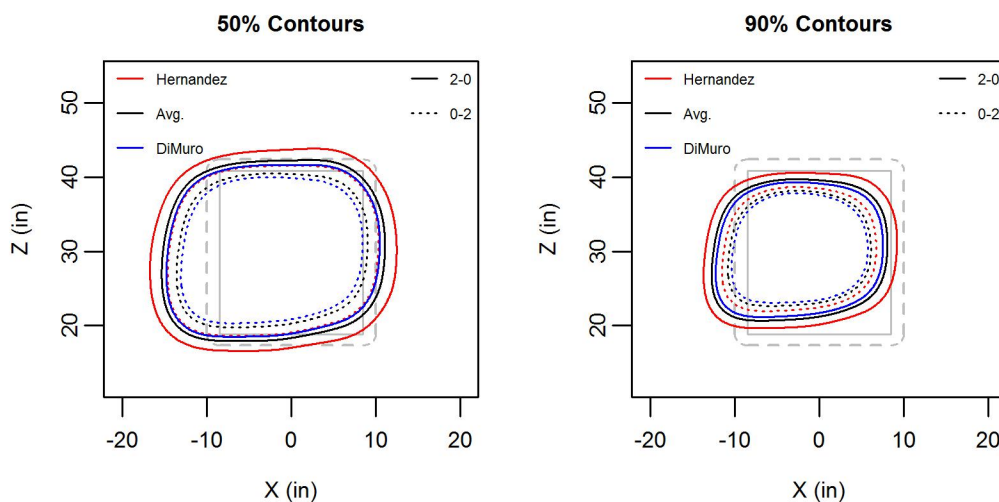 50% Contours
Hernandez
Avg.
DiMuro
2-0
0-2
50
40
30
20
Z (in)
-20
-10
0
10
20
X (in)
90% Contours
Hernandez
Avg.
DiMuro
2-0
0-2
50
40
30
20
Z (in)
-20
-10
0
10
20
X (in)